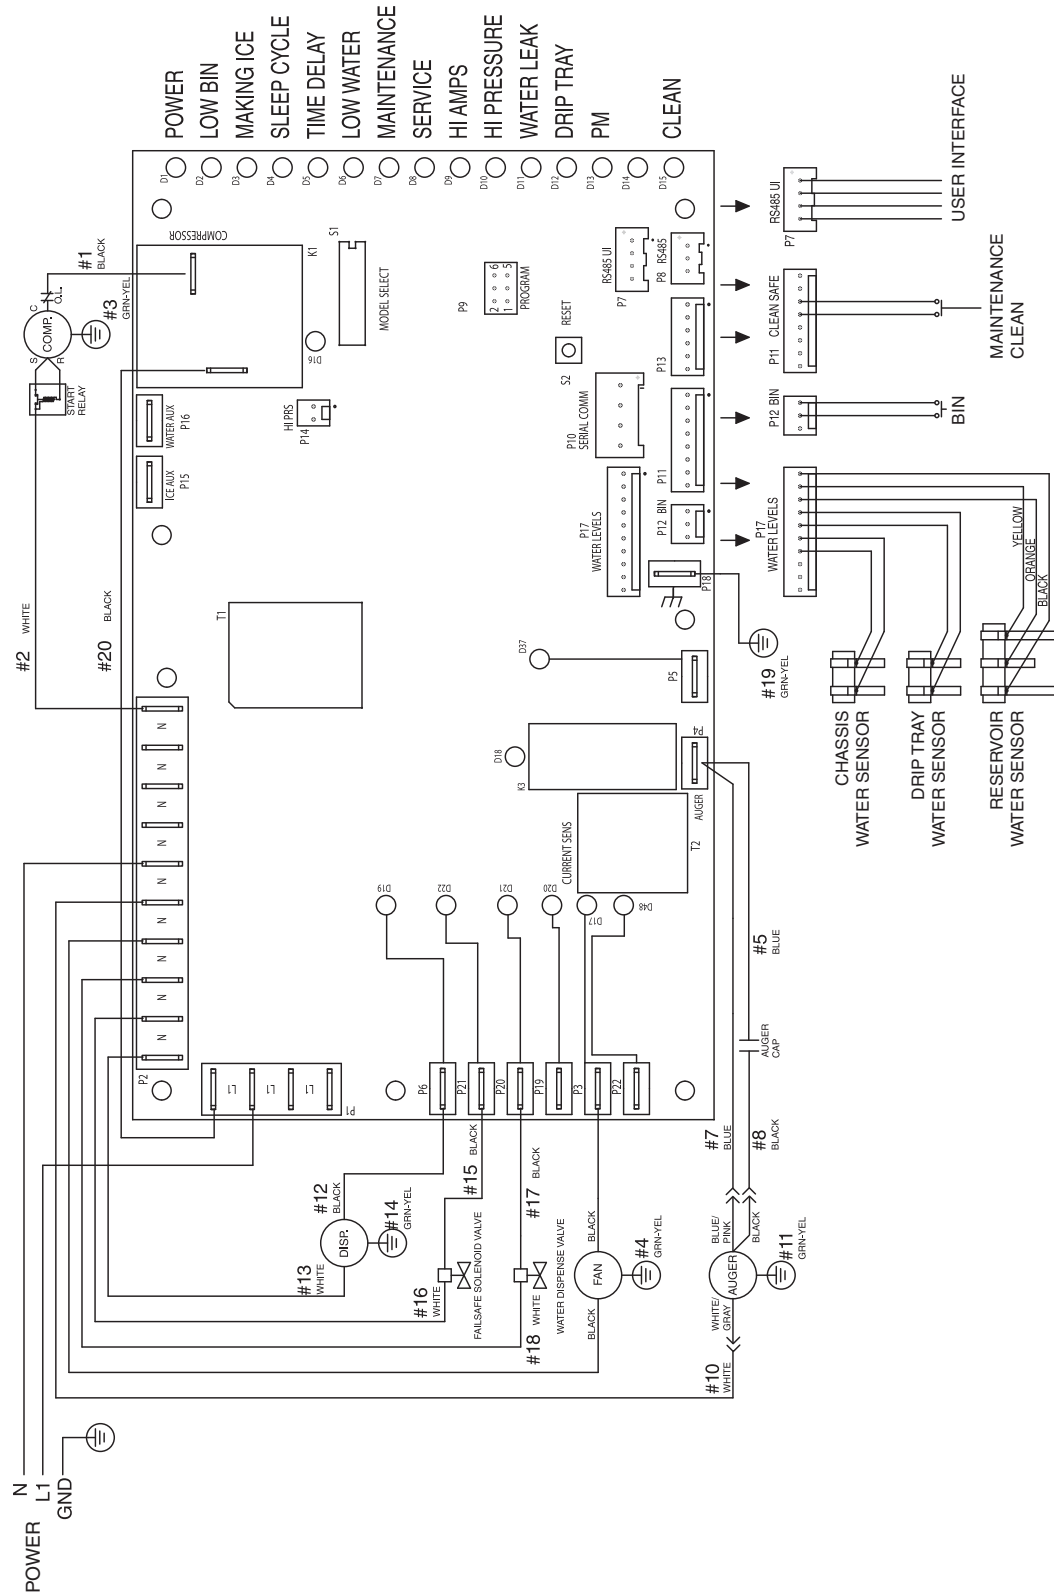 POWER
N
L1
GND
#2 WHITE
#20 BLACK
START
RELAY
S
R
COMP.
C
O.L.
#1
BLACK
#3
GRN-YEL
P2
N
N
N
N
N
N
N
N
N
N
L1
L1
L1
P1
ICE AUX
P15
WATER AUX
P16
COMPRESSOR
K1
D16
HI PRS
P14
S1
MODEL SELECT
T1
P9
2 6
1 5
PROGRAM
S2
RESET
P10
SERIAL COMM
P17
WATER LEVELS
P12 BIN
P11
P13
RS485 UI
P7
P8 RS485
P18
P5
D37
D18
K3
P4
AUGER
CURRENT SENS
T2
D19
D22
D21
D20
D17
D48
P6
P21
P20
P19
P3
P22
D1
D2
D3
D4
D5
D6
D7
D8
D9
D10
D11
D12
D13
D14
D15
POWER
LOW BIN
MAKING ICE
SLEEP CYCLE
TIME DELAY
LOW WATER
MAINTENANCE
SERVICE
HI AMPS
HI PRESSURE
WATER LEAK
DRIP TRAY
PM
CLEAN
#12
BLACK
#13
WHITE
DISP.
#14
GRN-YEL
#15 BLACK
#16
WHITE
FAILSAFE SOLENOID VALVE
#17 BLACK
#18 WHITE
WATER DISPENSE VALVE
BLACK
FAN
BLACK
#4
GRN-YEL
#10
WHITE
WHITE/
GRAY
AUGER
BLUE/
PINK
BLACK
#11
GRN-YEL
#7
BLUE
#8
BLACK
AUGER
CAP
#5
BLUE
#19
GRN-YEL
P17
WATER LEVELS
P12 BIN
P11 CLEAN SAFE
P7 RS485 UI
YELLOW
ORANGE
BLACK
CHASSIS
WATER SENSOR
DRIP TRAY
WATER SENSOR
RESERVOIR
WATER SENSOR
BIN
MAINTENANCE
CLEAN
USER INTERFACE